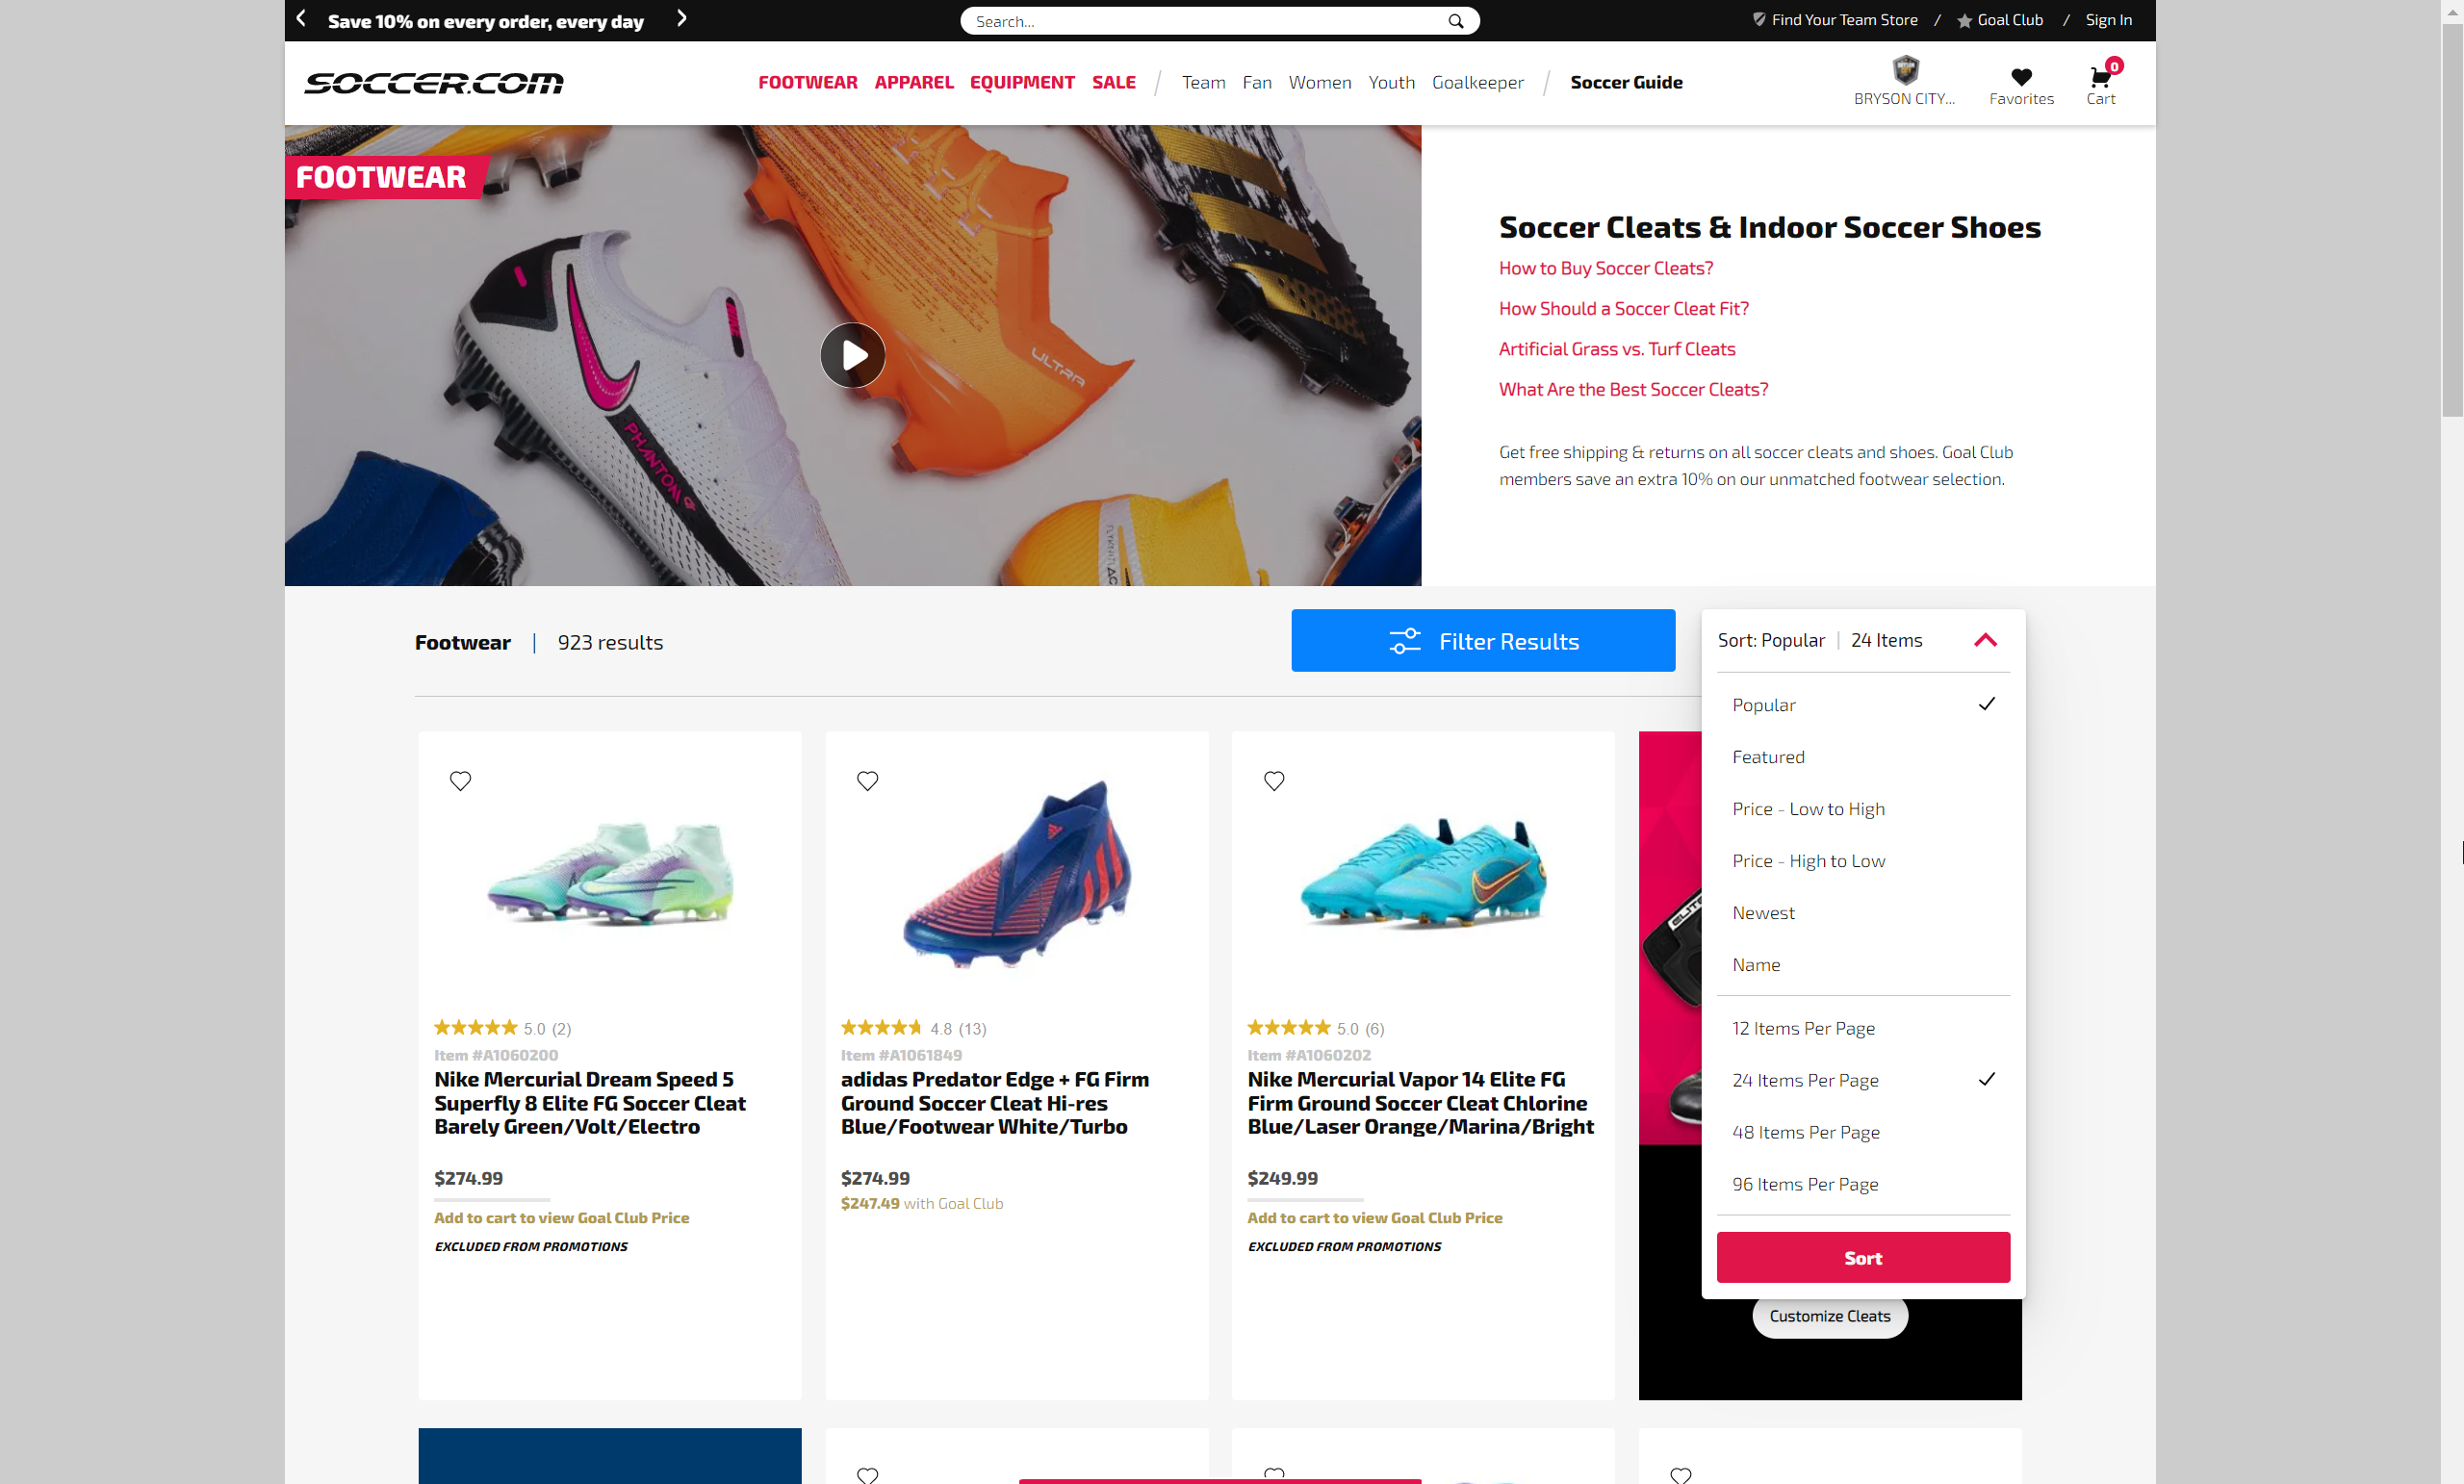 Save 10% on every order, every day
Search...
Find Your Team Store / Goal Club / Sign In
SOCCER.COM
FOOTWEAR APPAREL EQUIPMENT SALE Team Fan Women Youth Goalkeeper Soccer Guide
BRYSON CITY...
Favorites
0
Cart
FOOTWEAR
ULTRA
PHANTOM
Soccer Cleats & Indoor Soccer Shoes
How to Buy Soccer Cleats?
How Should a Soccer Cleat Fit?
Artificial Grass vs. Turf Cleats
What Are the Best Soccer Cleats?
Get free shipping & returns on all soccer cleats and shoes. Goal Club
members save an extra 10% on our unmatched footwear selection.
Footwear | 923 results
Filter Results
Sort: Popular | 24 Items
Popular
Featured
Price - Low to High
Price - High to Low
Newest
Name
12 Items Per Page
24 Items Per Page
48 Items Per Page
96 Items Per Page
Sort
Customize Cleats
5.0 (2)
Item #A1060200
Nike Mercurial Dream Speed 5
Superfly 8 Elite FG Soccer Cleat
Barely Green/Volt/Electro
$274.99
Add to cart to view Goal Club Price
EXCLUDED FROM PROMOTIONS
4.8 (13)
Item #A1061849
adidas Predator Edge + FG Firm
Ground Soccer Cleat Hi-res
Blue/Footwear White/Turbo
$274.99
$247.49 with Goal Club
5.0 (6)
Item #A1060202
Nike Mercurial Vapor 14 Elite FG
Firm Ground Soccer Cleat Chlorine
Blue/Laser Orange/Marina/Bright
$249.99
Add to cart to view Goal Club Price
EXCLUDED FROM PROMOTIONS